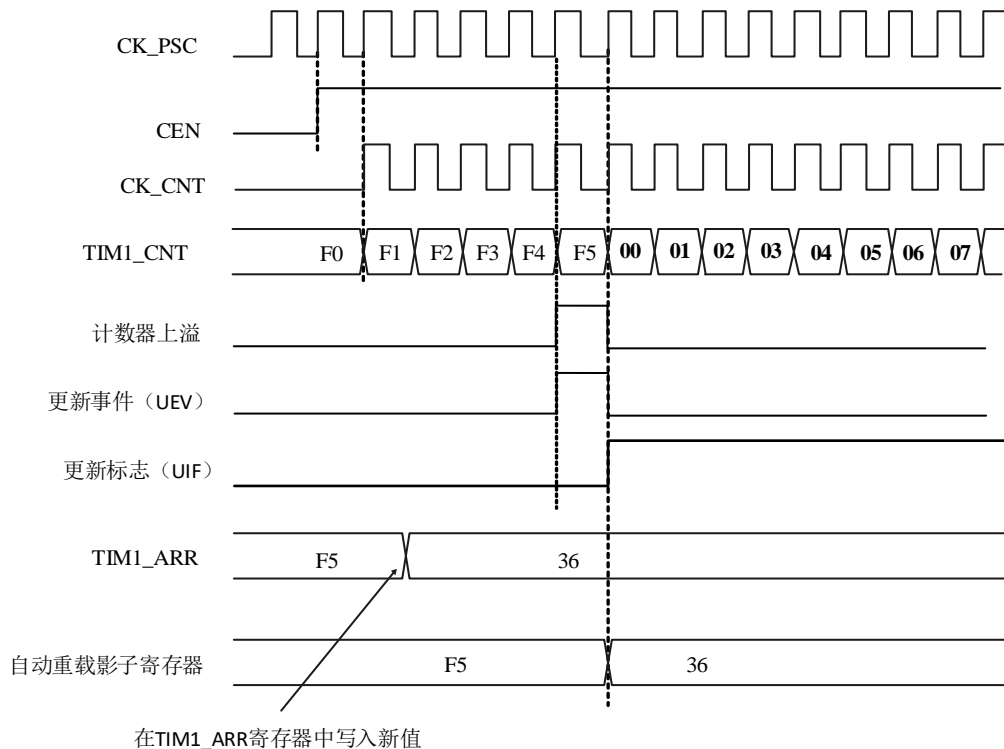 CK_PSC
CEN
CK_CNT
TIM1_CNT F0 F1 F2 F3 F4 F5 00 01 02 03 04 05 06 07
计数器上溢
更新事件（UEV）
更新标志（UIF）
TIM1_ARR F5 36
自动重载影子寄存器 F5 36
在TIM1_ARR寄存器中写入新值